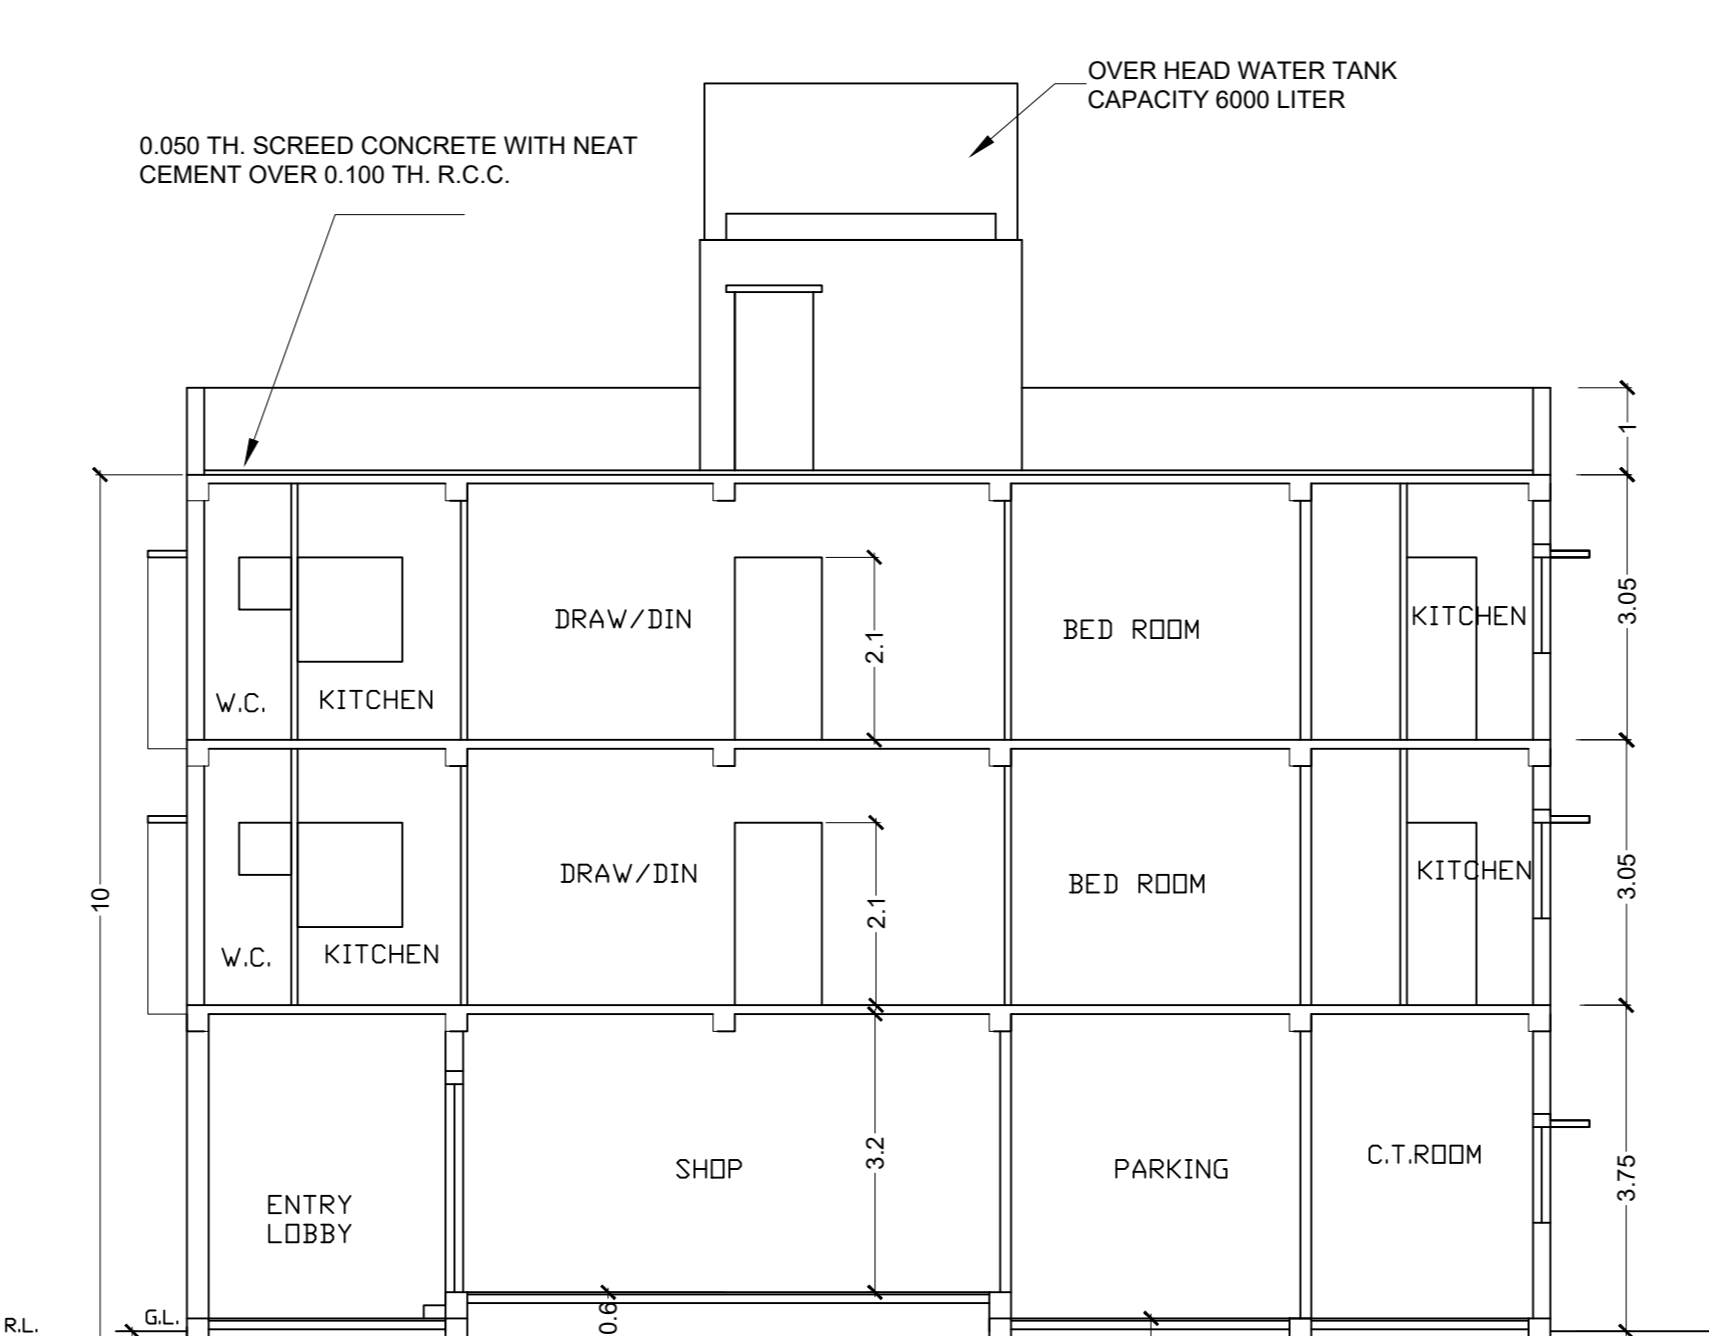 OVER HEAD WATER TANK
CAPACITY 6000 LITER
0.050 TH. SCREED CONCRETE WITH NEAT
CEMENT OVER 0.100 TH. R.C.C.
1
3.05
KITCHEN
DRAW/DIN
BED ROOM
2.1
W.C.
KITCHEN
10
3.05
KITCHEN
DRAW/DIN
BED ROOM
2.1
W.C.
KITCHEN
3.2
3.75
SHOP
PARKING
C.T.ROOM
ENTRY
LOBBY
0.6
G.L.
R.L.